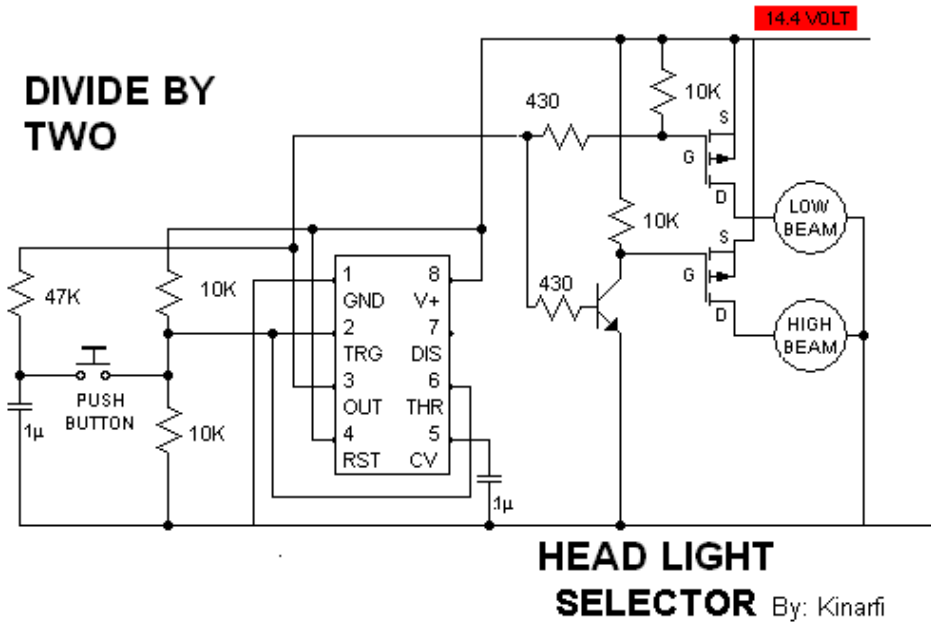 14.4 VOLT
DIVIDE BY
TWO
430
10K
S
G
D
LOW
BEAM
10K
S
G
D
HIGH
BEAM
430
47K
10K
1 8
GND V+
2 7
TRG DIS
3 6
OUT THR
4 5
RST CV
PUSH
BUTTON
.1µ
10K
.1µ
HEAD LIGHT
SELECTOR By: Kinarfi